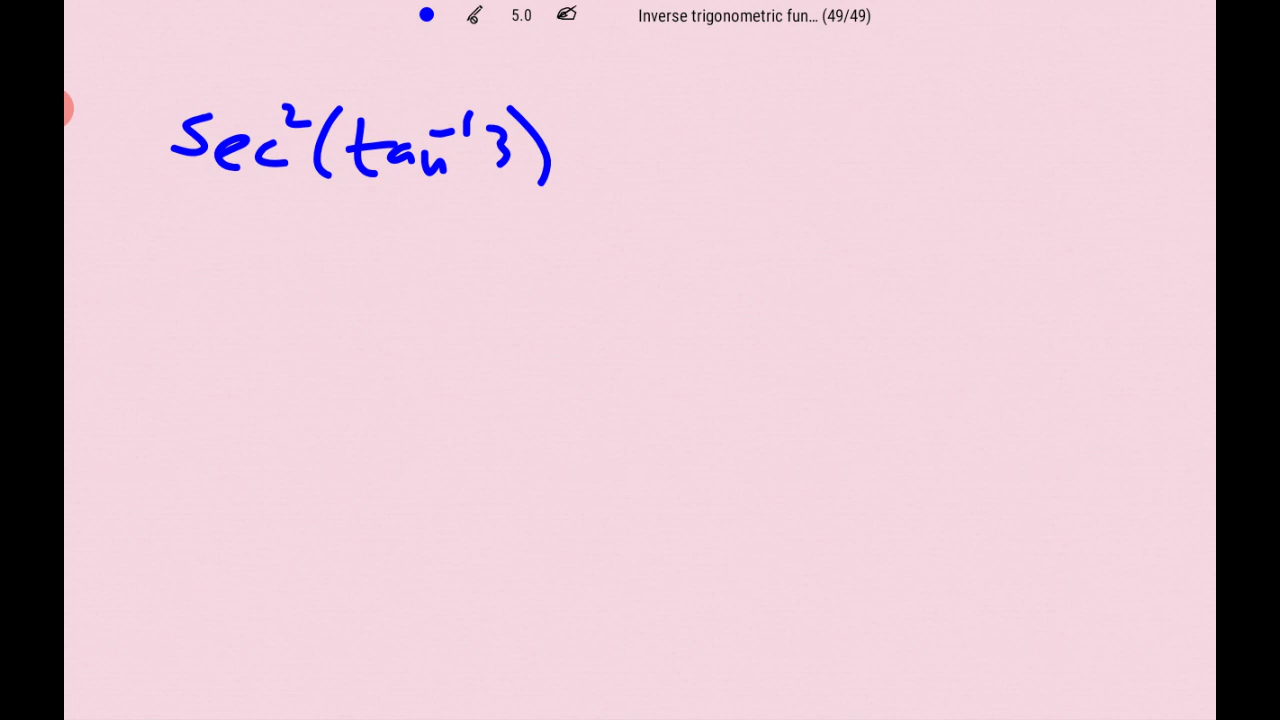 5.0 Inverse trigonometric fun... (49/49)
sec²(tan⁻¹3)